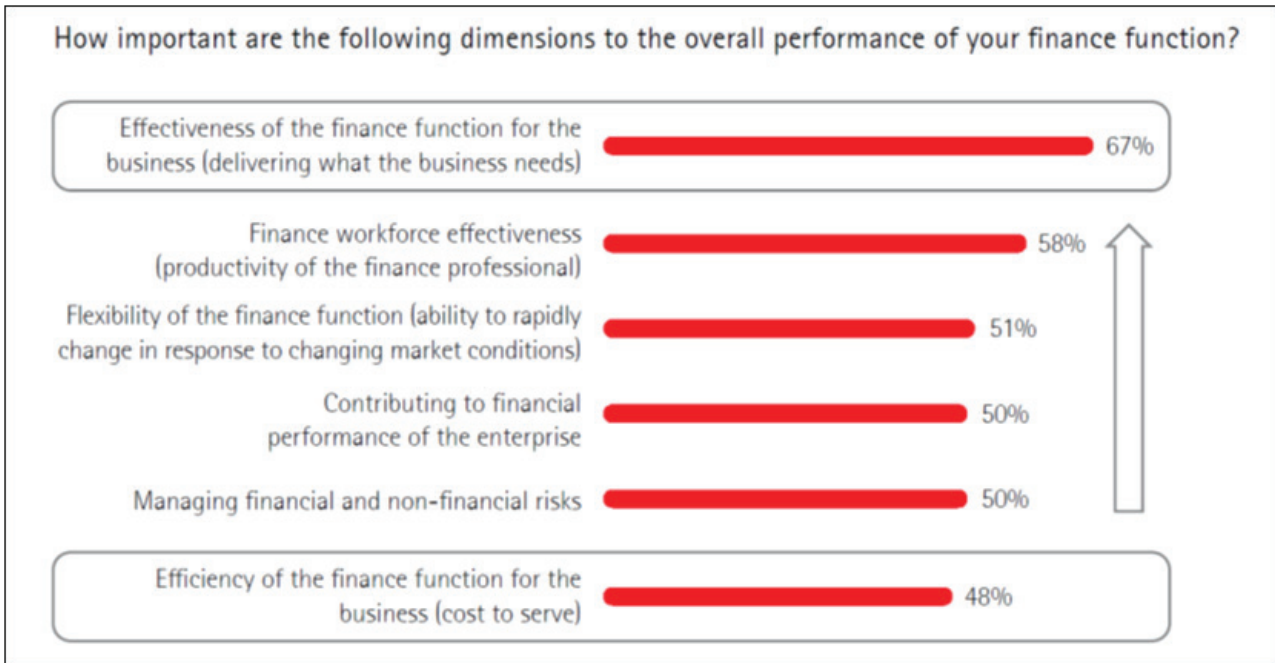 How important are the following dimensions to the overall performance of your finance function?
Effectiveness of the finance function for the
business (delivering what the business needs)
67%
Finance workforce effectiveness
(productivity of the finance professional)
58%
Flexibility of the finance function (ability to rapidly
change in response to changing market conditions)
51%
Contributing to financial
performance of the enterprise
50%
Managing financial and non-financial risks
50%
Efficiency of the finance function for the
business (cost to serve)
48%